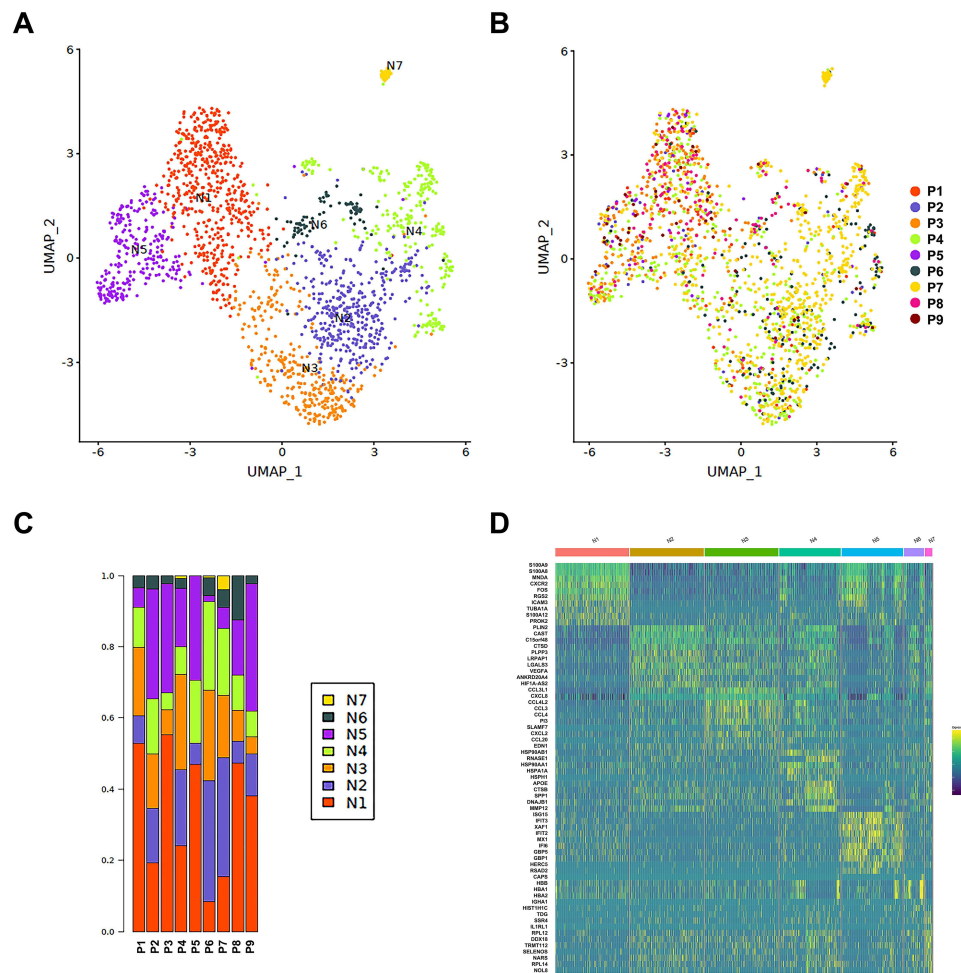 A
B
6
3
0
-3
-6
-3
0
3
6
UMAP_2
UMAP_1
N7
N1
N5
N6
N4
N2
N3
6
3
0
-3
-6
-3
0
3
6
UMAP_2
UMAP_1
P1
P2
P3
P4
P5
P6
P7
P8
P9
C
D
1.0
0.8
0.6
0.4
0.2
0.0
P1 P2 P3 P4 P5 P6 P7 P8 P9
N7
N6
N5
N4
N3
N2
N1
N1 N2 N3 N4 N5 N6 N7
S100A9
S100A8
MNDA
CXCR2
FOS
RGS2
ICAM3
TUBA1A
S100A12
PROK2
PLIN2
CAST
C15orf48
CTSD
PLPP3
LRPAP1
LGALS3
VEGFA
ANKRD20A4
HIF1A-AS2
CCL3L1
CXCL8
CCL4L2
CCL3
CCL4
PI3
SLAMF7
CXCL2
CCL20
EDN1
HSP90AB1
RNASE1
HSP90AA1
HSPA1A
HSPH1
APOE
CTSB
SPP1
DNAJB1
MMP12
ISG15
IFIT3
XAF1
IFIT2
MX1
IFI6
GBP5
GBP1
HERC5
RSAD2
CAPS
HBB
HBA1
HBA2
IGHA1
HIST1H1C
TDG
SSR4
IL1RL1
RPL12
DDX18
TRMT112
SELENOS
NARS
RPL14
NOL8